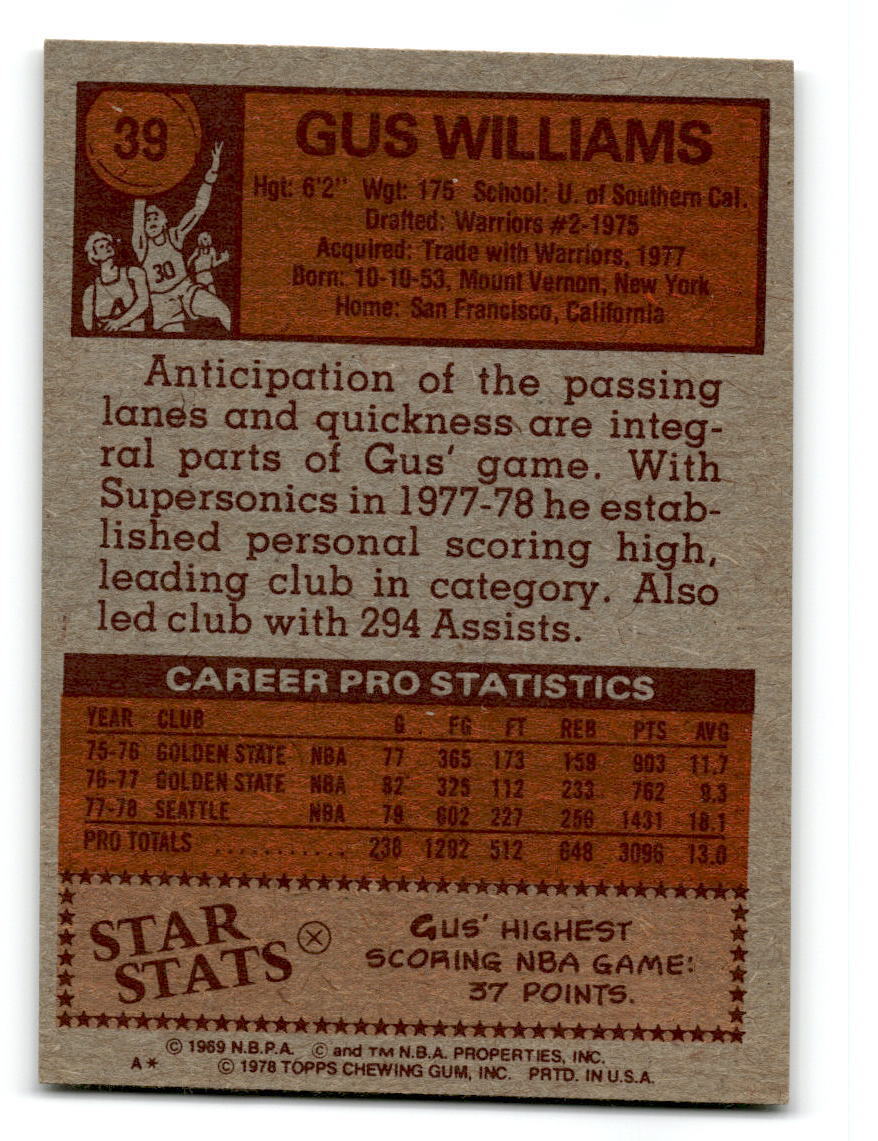 39
GUS WILLIAMS
Hgt: 6'2" Wgt: 175 School: U. of Southern Cal.
Drafted: Warriors #2-1975
Acquired: Trade with Warriors, 1977
Born: 10-10-53, Mount Vernon, New York
Home: San Francisco, California
30
Anticipation of the passing
lanes and quickness are integ-
ral parts of Gus' game. With
Supersonics in 1977-78 he estab-
lished personal scoring high,
leading club in category. Also
led club with 294 Assists.
CAREER PRO STATISTICS
YEAR CLUB G FG FT REB PTS AVG
75-76 GOLDEN STATE NBA 77 365 173 159 903 11.7
76-77 GOLDEN STATE NBA 82 325 112 233 762 9.3
77-78 SEATTLE NBA 79 602 227 256 1431 18.1
PRO TOTALS ........... 238 1292 512 648 3096 13.0
STAR
STATS
GUS' HIGHEST
SCORING NBA GAME:
37 POINTS.
© 1969 N.B.P.A. © and TM N.B.A. PROPERTIES, INC.
A* © 1978 TOPPS CHEWING GUM, INC. PRTD. IN U.S.A.